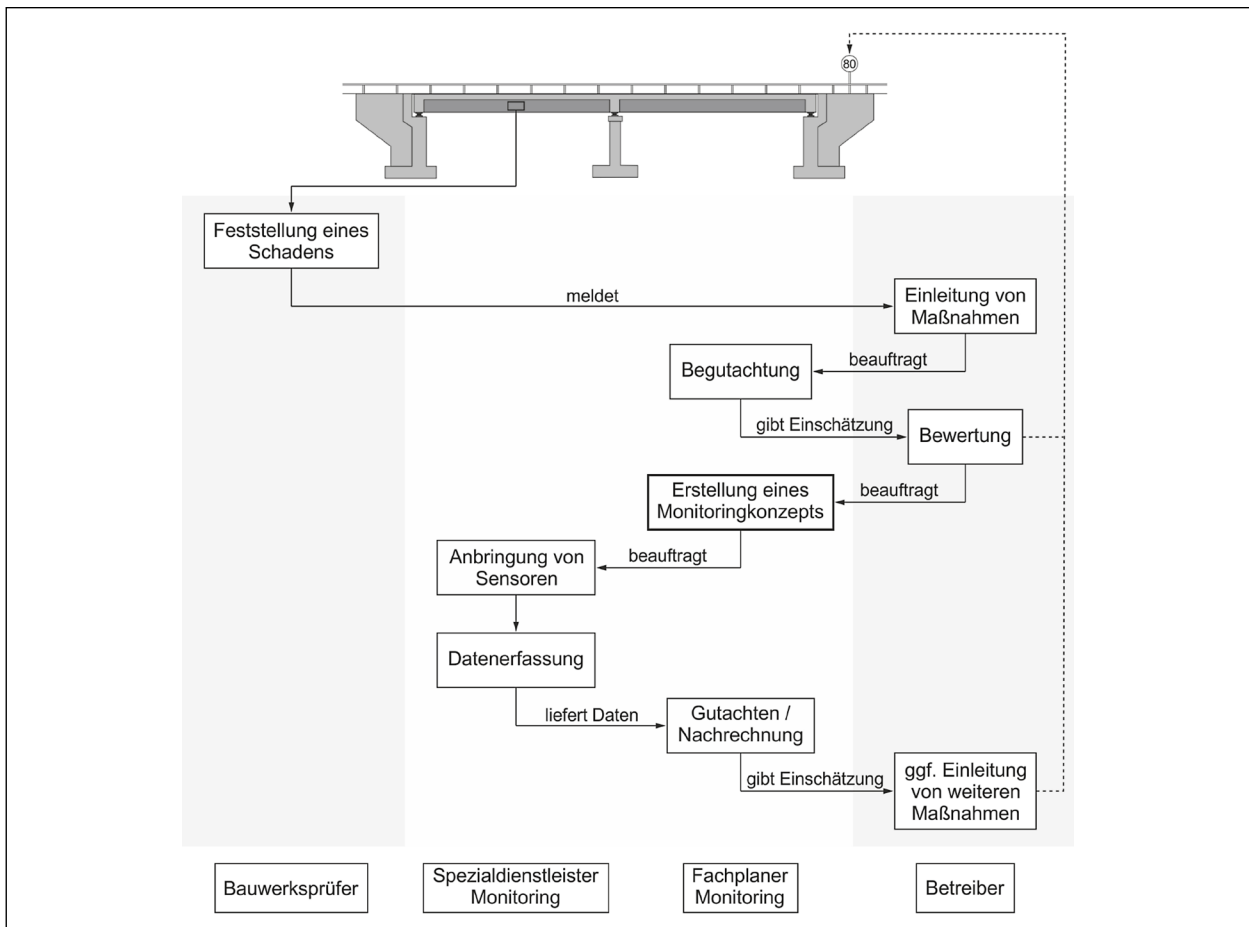 80
Feststellung eines
Schadens
meldet
Einleitung von
Maßnahmen
beauftragt
Begutachtung
gibt Einschätzung
Bewertung
beauftragt
Erstellung eines
Monitoringkonzepts
beauftragt
Anbringung von
Sensoren
Datenerfassung
liefert Daten
Gutachten /
Nachrechnung
gibt Einschätzung
ggf. Einleitung
von weiteren
Maßnahmen
Bauwerksprüfer
Spezialdienstleister
Monitoring
Fachplaner
Monitoring
Betreiber